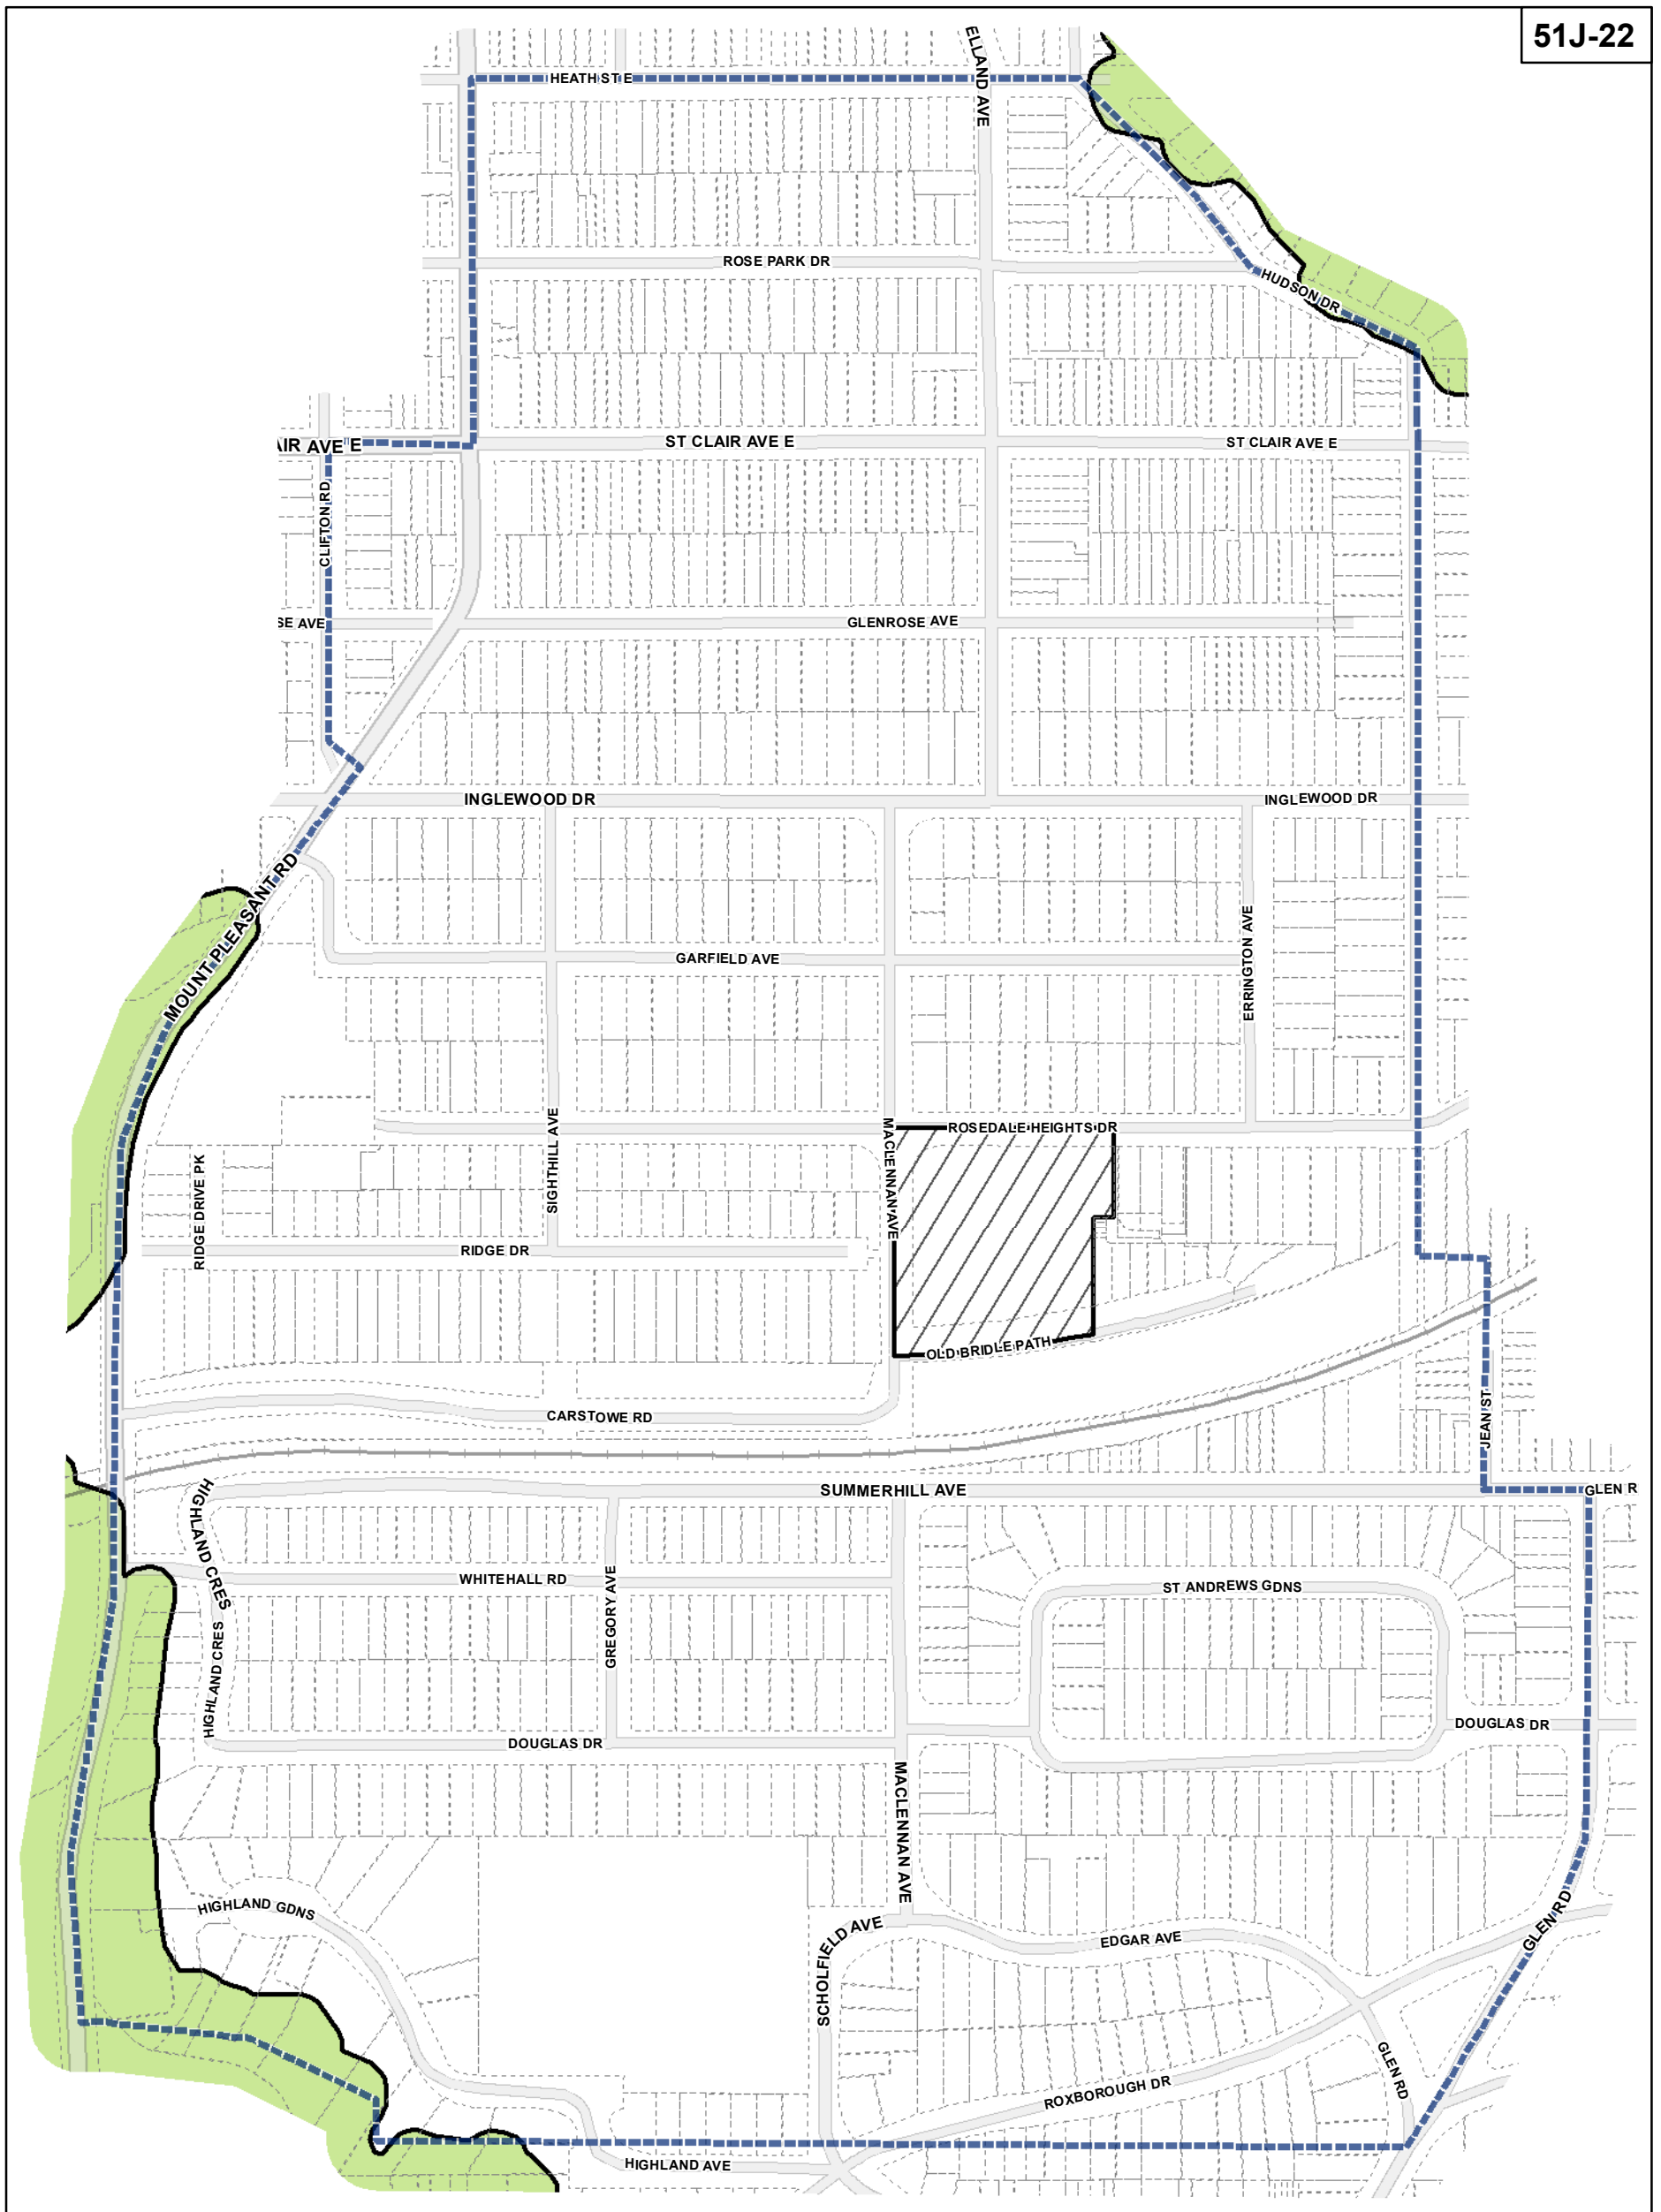 51J-22
ELLAND AVE
HEATH ST E
ROSE PARK DR
HUDSON DR
AIR AVE E
ST CLAIR AVE E
ST CLAIR AVE E
CLIFTON RD
SE AVE
GLENROSE AVE
INGLEWOOD DR
INGLEWOOD DR
MOUNT PLEASANT RD
GARFIELD AVE
ERRINGTON AVE
ROSEDALE HEIGHTS DR
SIGHTHILL AVE
MACLENNAN AVE
RIDGE DRIVE PK
RIDGE DR
OLD BRIDLE PATH
CARSTOWE RD
JEAN ST
HIGHLAND CRES
SUMMERHILL AVE
GLEN R
WHITEHALL RD
GREGORY AVE
ST ANDREWS GDNS
HIGHLAND CRES
DOUGLAS DR
DOUGLAS DR
MACLENNAN AVE
HIGHLAND GDNS
SCHOLFIELD AVE
EDGAR AVE
GLEN RD
GLEN RD
ROXBOROUGH DR
HIGHLAND AVE